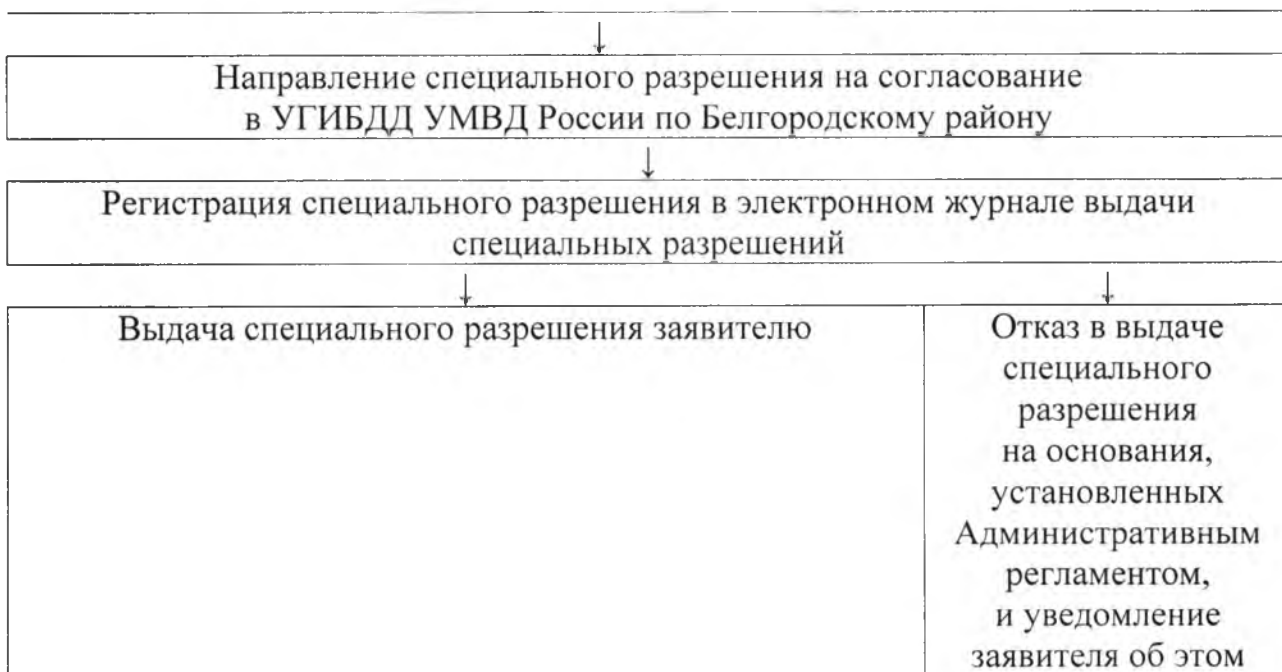 ↓
Направление специального разрешения на согласование
в УГИБДД УМВД России по Белгородскому району
↓
Регистрация специального разрешения в электронном журнале выдачи
специальных разрешений
↓
↓
Выдача специального разрешения заявителю
Отказ в выдаче
специального
разрешения
на основания,
установленных
Административным
регламентом,
и уведомление
заявителя об этом